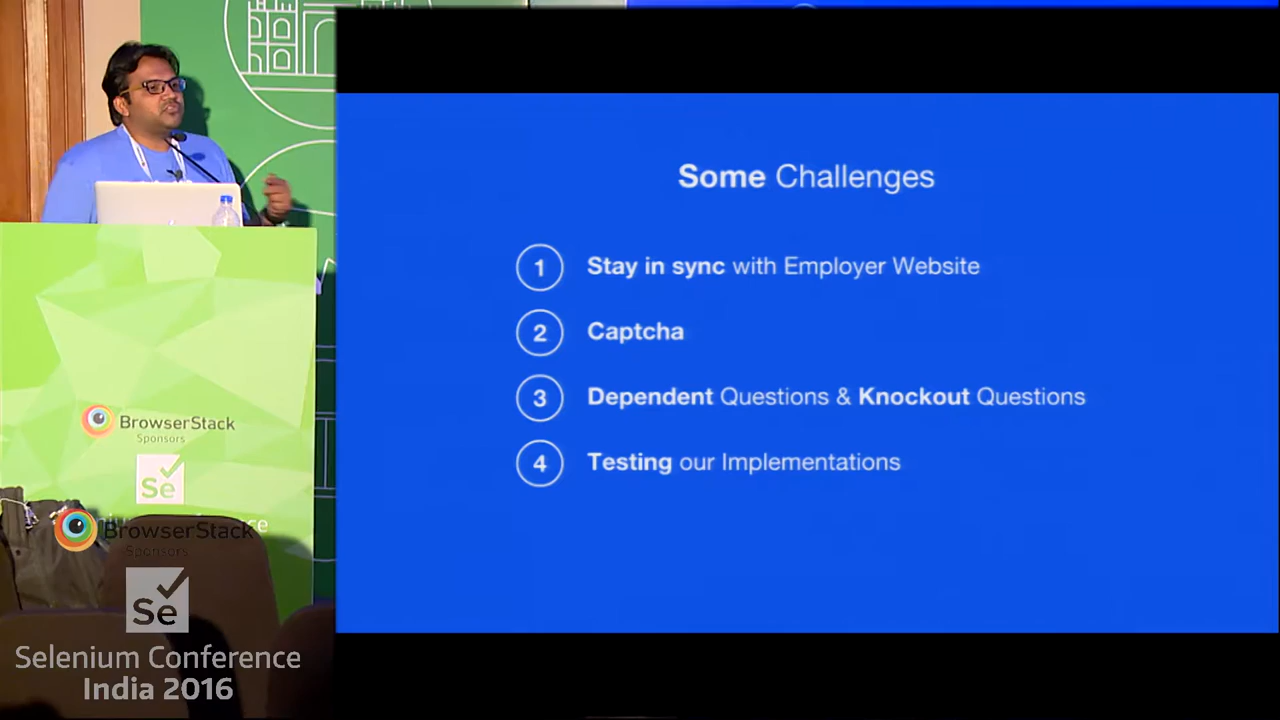 Some Challenges
1 Stay in sync with Employer Website
2 Captcha
3 Dependent Questions & Knockout Questions
4 Testing our Implementations
BrowserStack
Sponsors
Se
BrowserStack
Sponsors
Se
Selenium Conference
India 2016